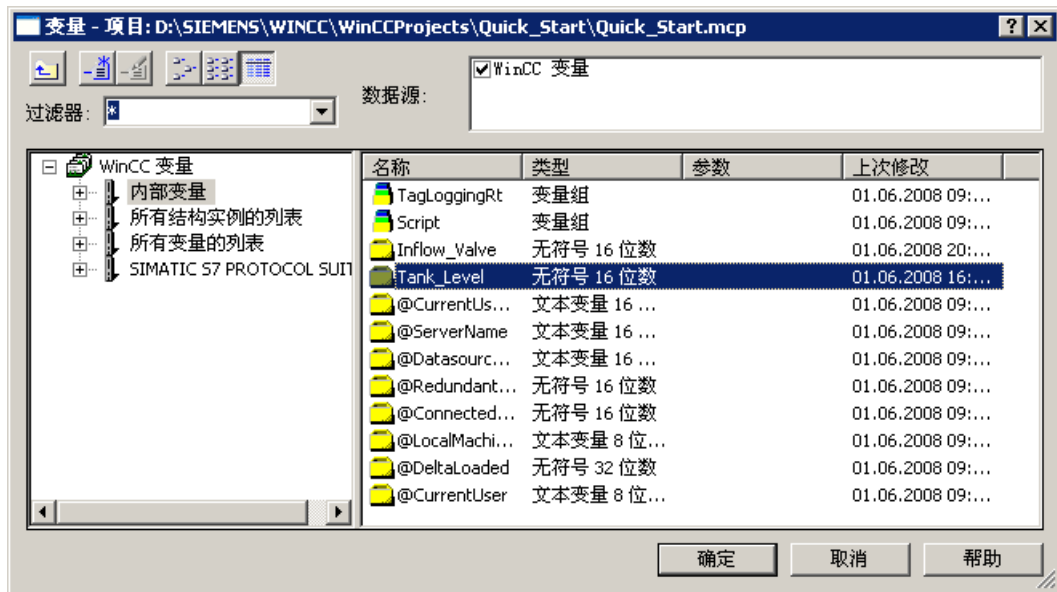 变量 - 项目: D:\SIEMENS\WINCC\WinCCProjects\Quick_Start\Quick_Start.mcp
WinCC 变量
数据源:
过滤器: *
WinCC 变量
内部变量
所有结构实例的列表
所有变量的列表
SIMATIC S7 PROTOCOL SUIT
名称 类型 参数 上次修改
TagLoggingRt 变量组 01.06.2008 09:...
Script 变量组 01.06.2008 09:...
Inflow_Valve 无符号 16 位数 01.06.2008 20:...
Tank_Level 无符号 16 位数 01.06.2008 16:...
@CurrentUs... 文本变量 16 ... 01.06.2008 09:...
@ServerName 文本变量 16 ... 01.06.2008 09:...
@Datasourc... 文本变量 16 ... 01.06.2008 09:...
@Redundant... 无符号 16 位数 01.06.2008 09:...
@Connected... 无符号 16 位数 01.06.2008 09:...
@LocalMachi... 文本变量 8 位... 01.06.2008 09:...
@DeltaLoaded 无符号 32 位数 01.06.2008 09:...
@CurrentUser 文本变量 8 位... 01.06.2008 09:...
确定 取消 帮助